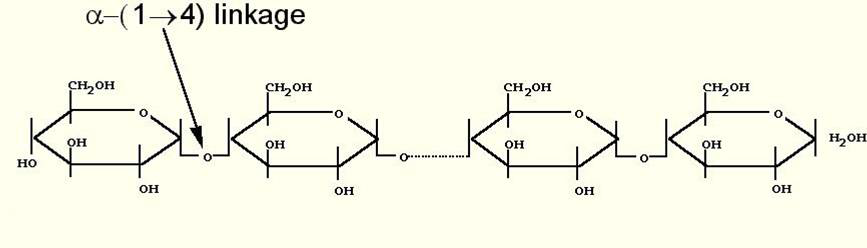 α–(1→4) linkage
CH₂OH CH₂OH CH₂OH CH₂OH
O O O O
OH OH OH OH H₂OH
HO O O O
OH OH OH OH